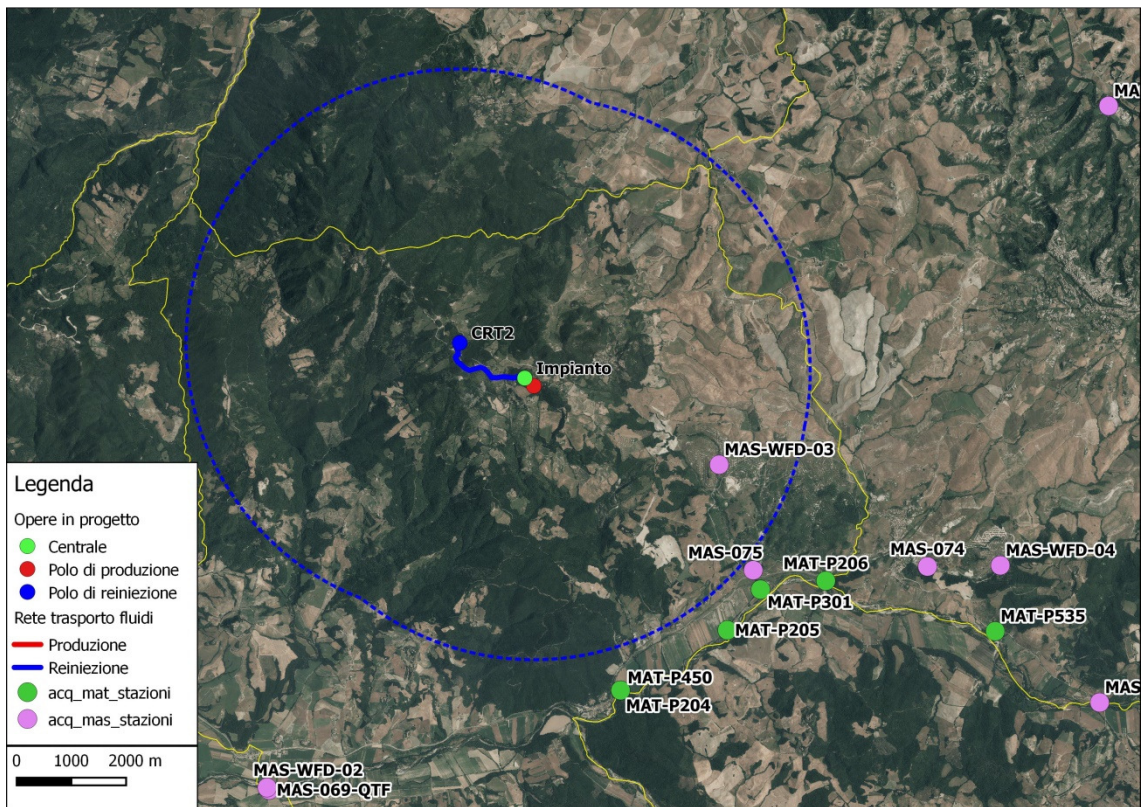 MA
CRT2
Impianto
MAS-WFD-03
MAS-075
MAT-P206
MAS-074
MAS-WFD-04
MAT-P301
MAT-P205
MAT-P535
MAT-P450
MAT-P204
MAS
MAS-WFD-02
MAS-069-QTF
Legenda
Opere in progetto
Centrale
Polo di produzione
Polo di reiniezione
Rete trasporto fluidi
Produzione
Reiniezione
acq_mat_stazioni
acq_mas_stazioni
0 1000 2000 m